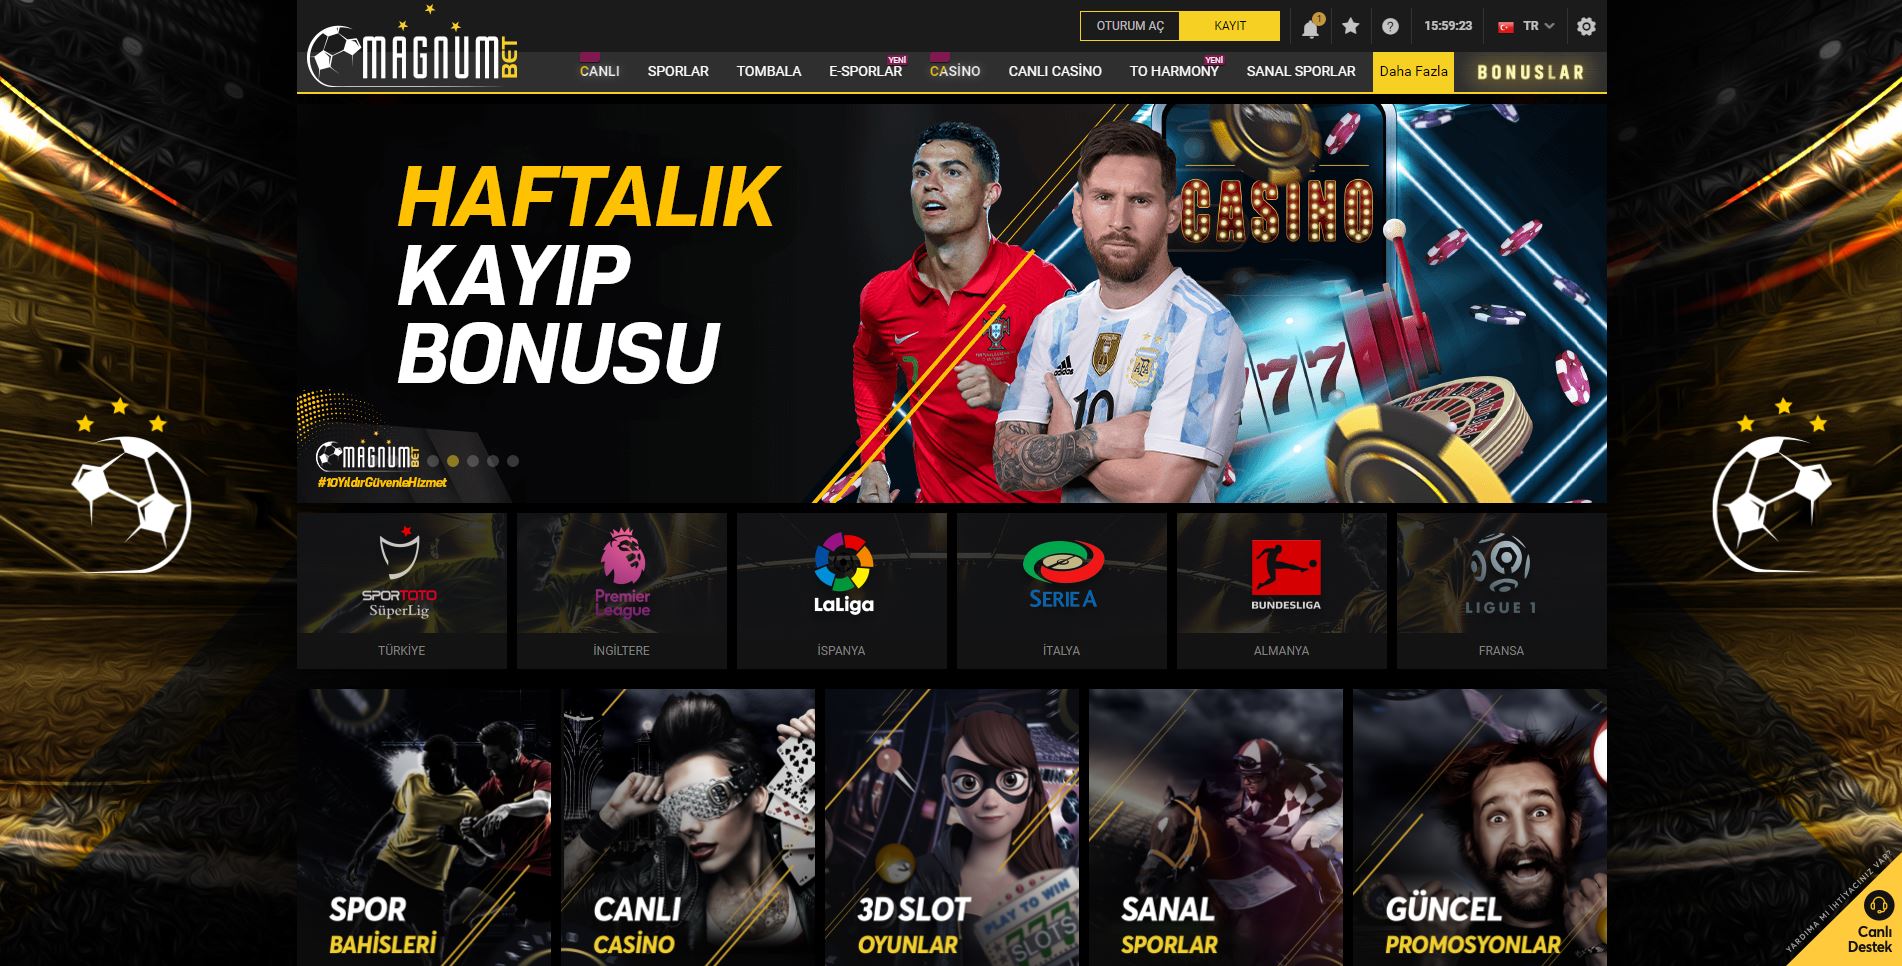 MAGNUM BET
OTURUM AÇ
KAYIT
1
?
15:59:23
TR
CANLI
SPORLAR
TOMBALA
E-SPORLAR
YENİ
CASİNO
CANLI CASİNO
TO HARMONY
YENİ
SANAL SPORLAR
Daha Fazla
BONUSLAR
HAFTALIK
KAYIP
BONUSU
CASINO
10
AFA
adidas
777
MAGNUM BET
#10YıldırGüvenleHizmet
SPORTOTO
SüperLig
TÜRKİYE
Premier
League
İNGİLTERE
LaLiga
İSPANYA
SERIE A
İTALYA
BUNDESLIGA
ALMANYA
LIGUE 1
FRANSA
SPOR
BAHİSLERİ
CANLI
CASİNO
PLAY TO WIN
SLOTS
3D SLOT
OYUNLAR
SANAL
SPORLAR
GÜNCEL
PROMOSYONLAR
YARDIMA MI İHTİYACINIZ VAR?
Canlı
Destek